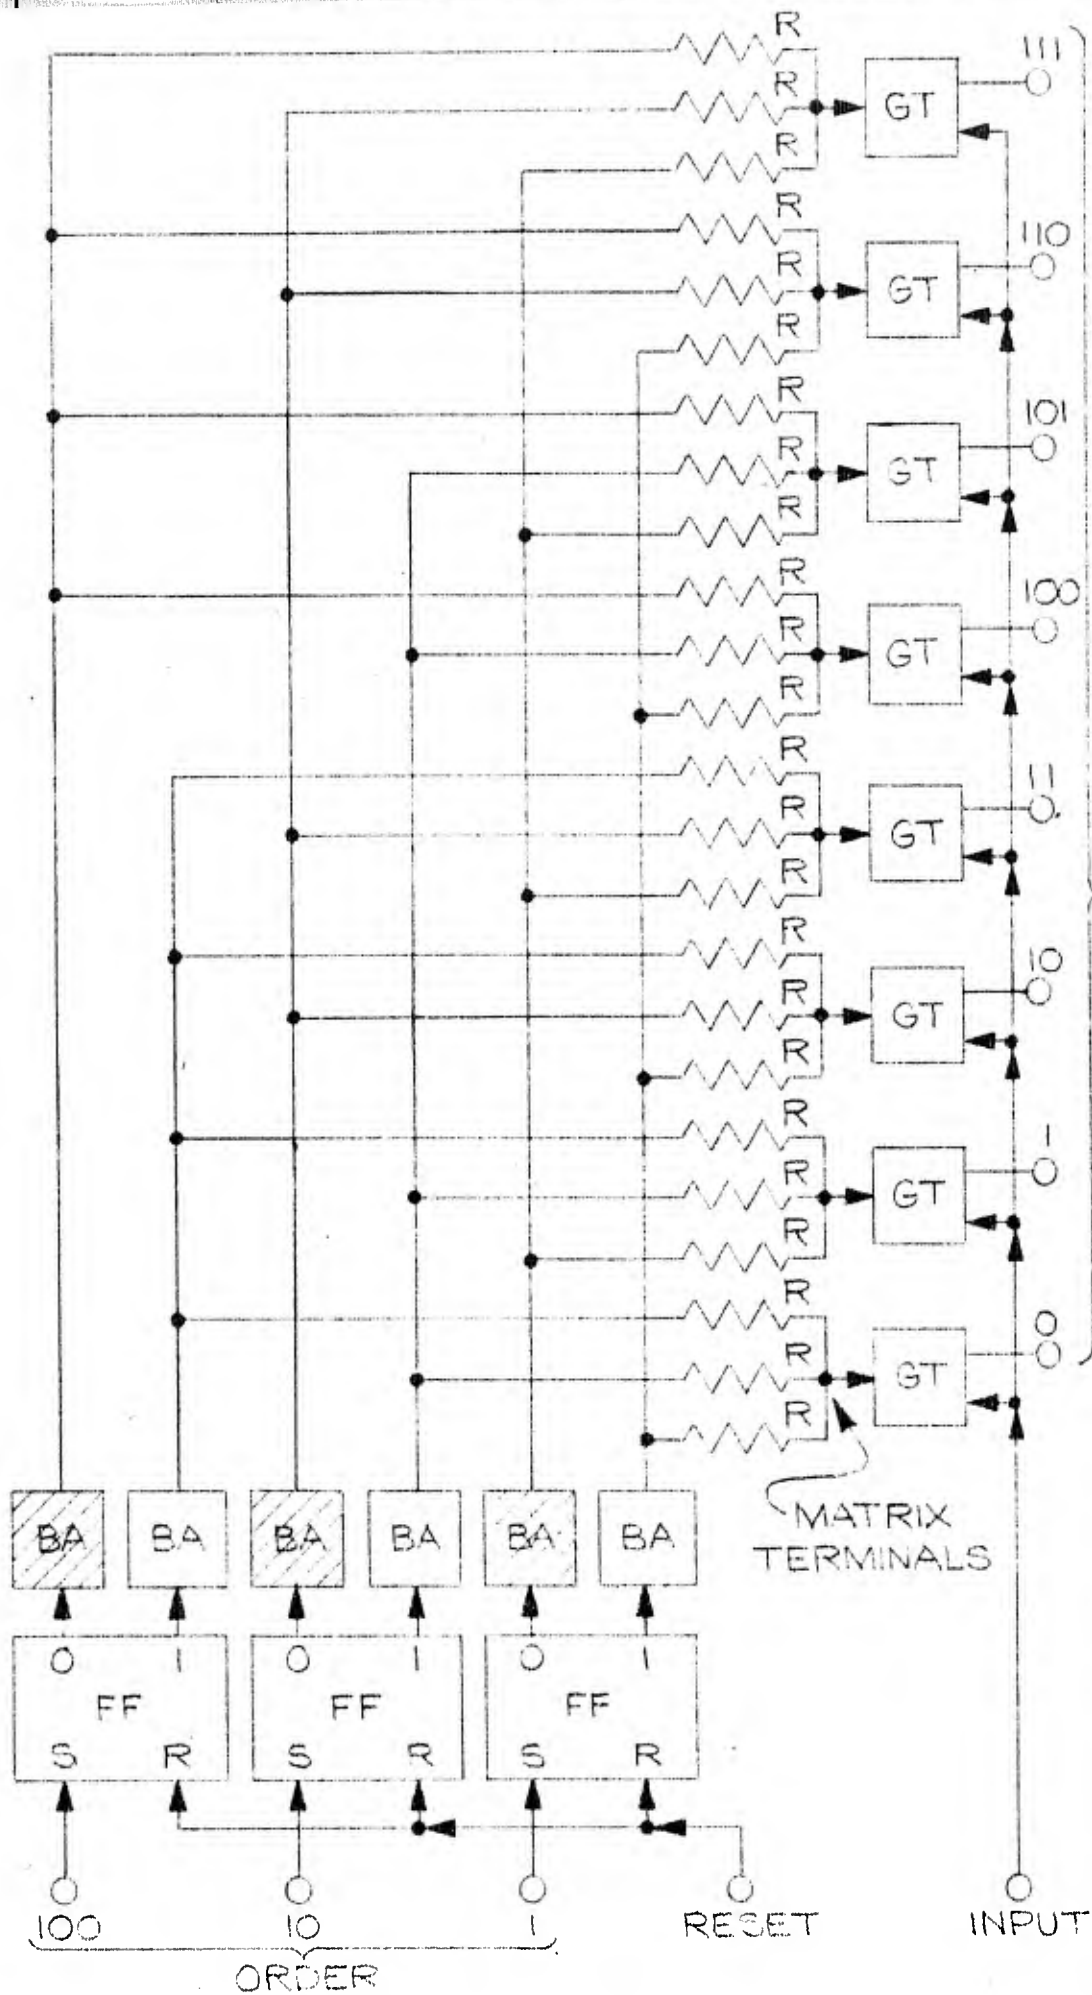 R
111
R
GT
R
R
110
R
GT
R
R
101
R
GT
R
R
100
R
GT
R
R
11
R
GT
R
R
10
R
GT
R
R
1
R
GT
R
R
0
R
GT
R
MATRIX
TERMINALS
BA BA BA BA BA BA
0 1 0 1 0 1
FF FF FF
S R S R S R
100 10 1 RESET INPUT
ORDER